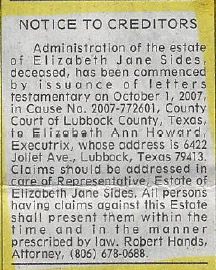 NOTICE TO CREDITORS
Administration of the estate
of Elizabeth Jane Sides,
deceased, has been commenced
by issuance of letters
testamentary on October 1, 2007,
in Cause No. 2007-772601, County
Court of Lubbock County, Texas,
to Elizabeth Ann Howard,
Executrix, whose address is 6422
Joliet Ave., Lubbock, Texas 79413.
Claims should be addressed in
care of Representative, Estate of
Elizabeth Jane Sides. All persons
having claims against this Estate
shall present them within the
time and in the manner
prescribed by law. Robert Hands,
Attorney, (806) 678-0688.